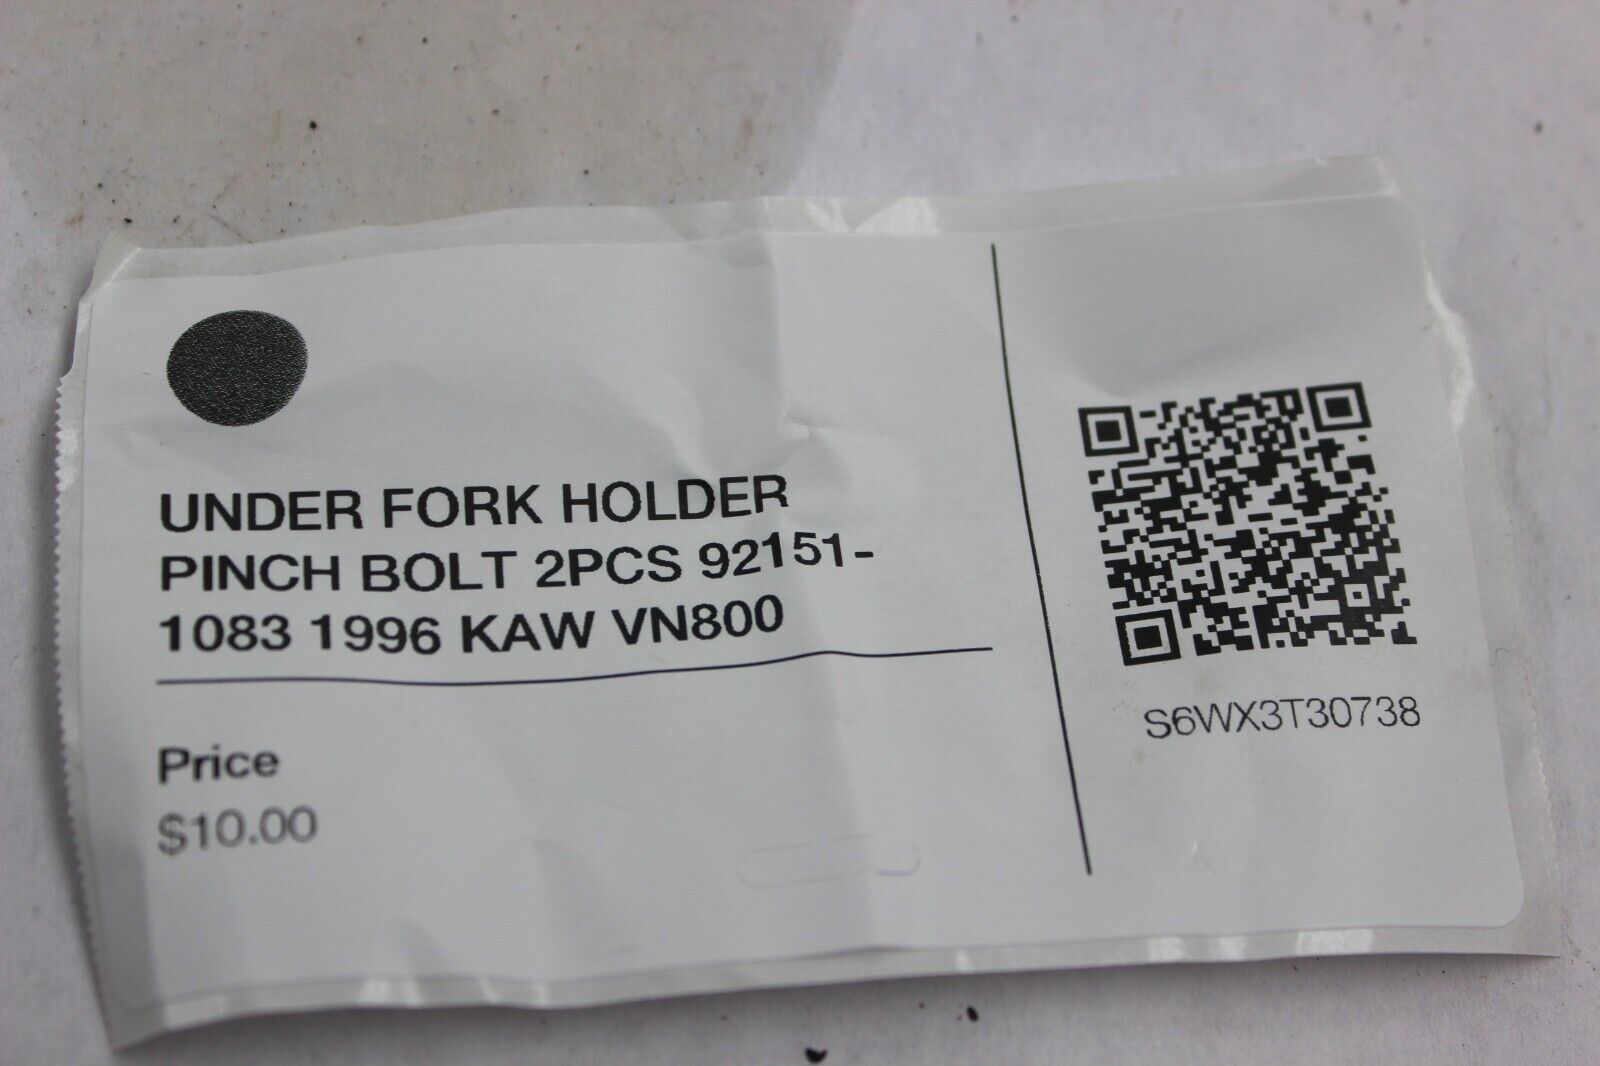 UNDER FORK HOLDER
PINCH BOLT 2PCS 92151-
1083 1996 KAW VN800
Price
$10.00
S6WX3T30738